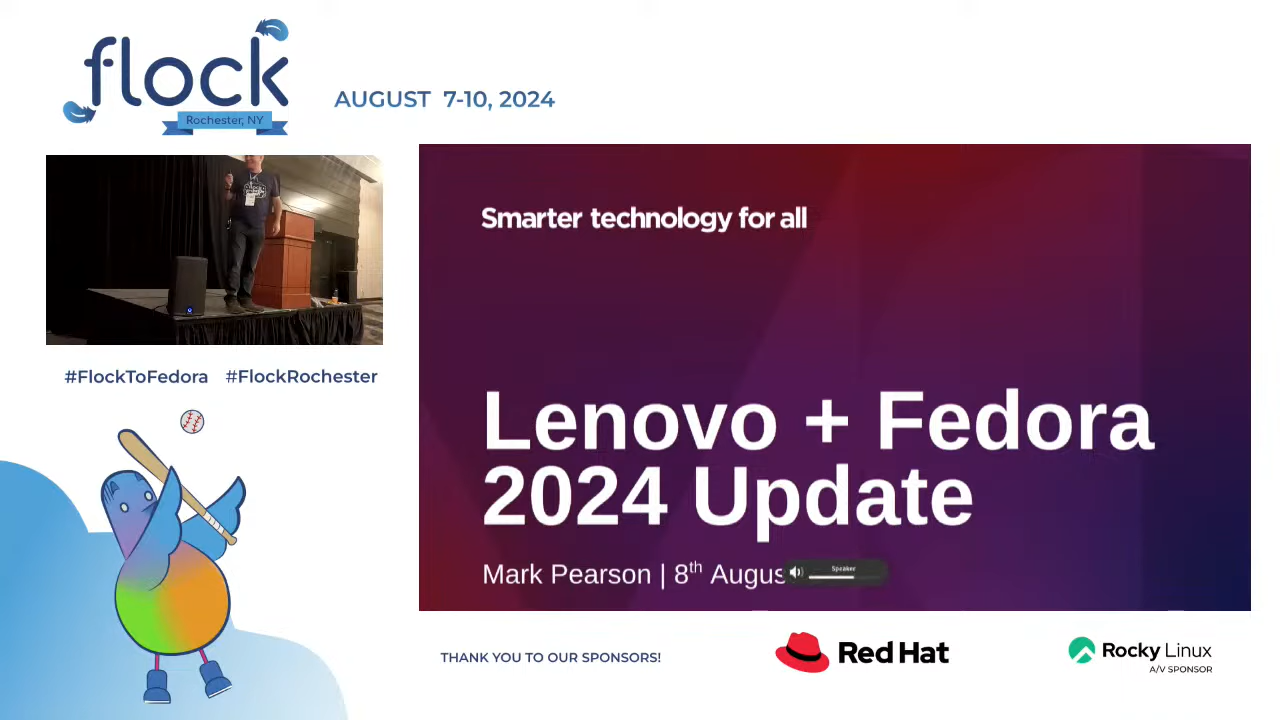 flock
Rochester, NY
AUGUST 7-10, 2024
Smarter technology for all
Lenovo + Fedora
2024 Update
Mark Pearson | 8th Augus
Speaker
#FlockToFedora #FlockRochester
THANK YOU TO OUR SPONSORS!
Red Hat
Rocky Linux
A/V SPONSOR